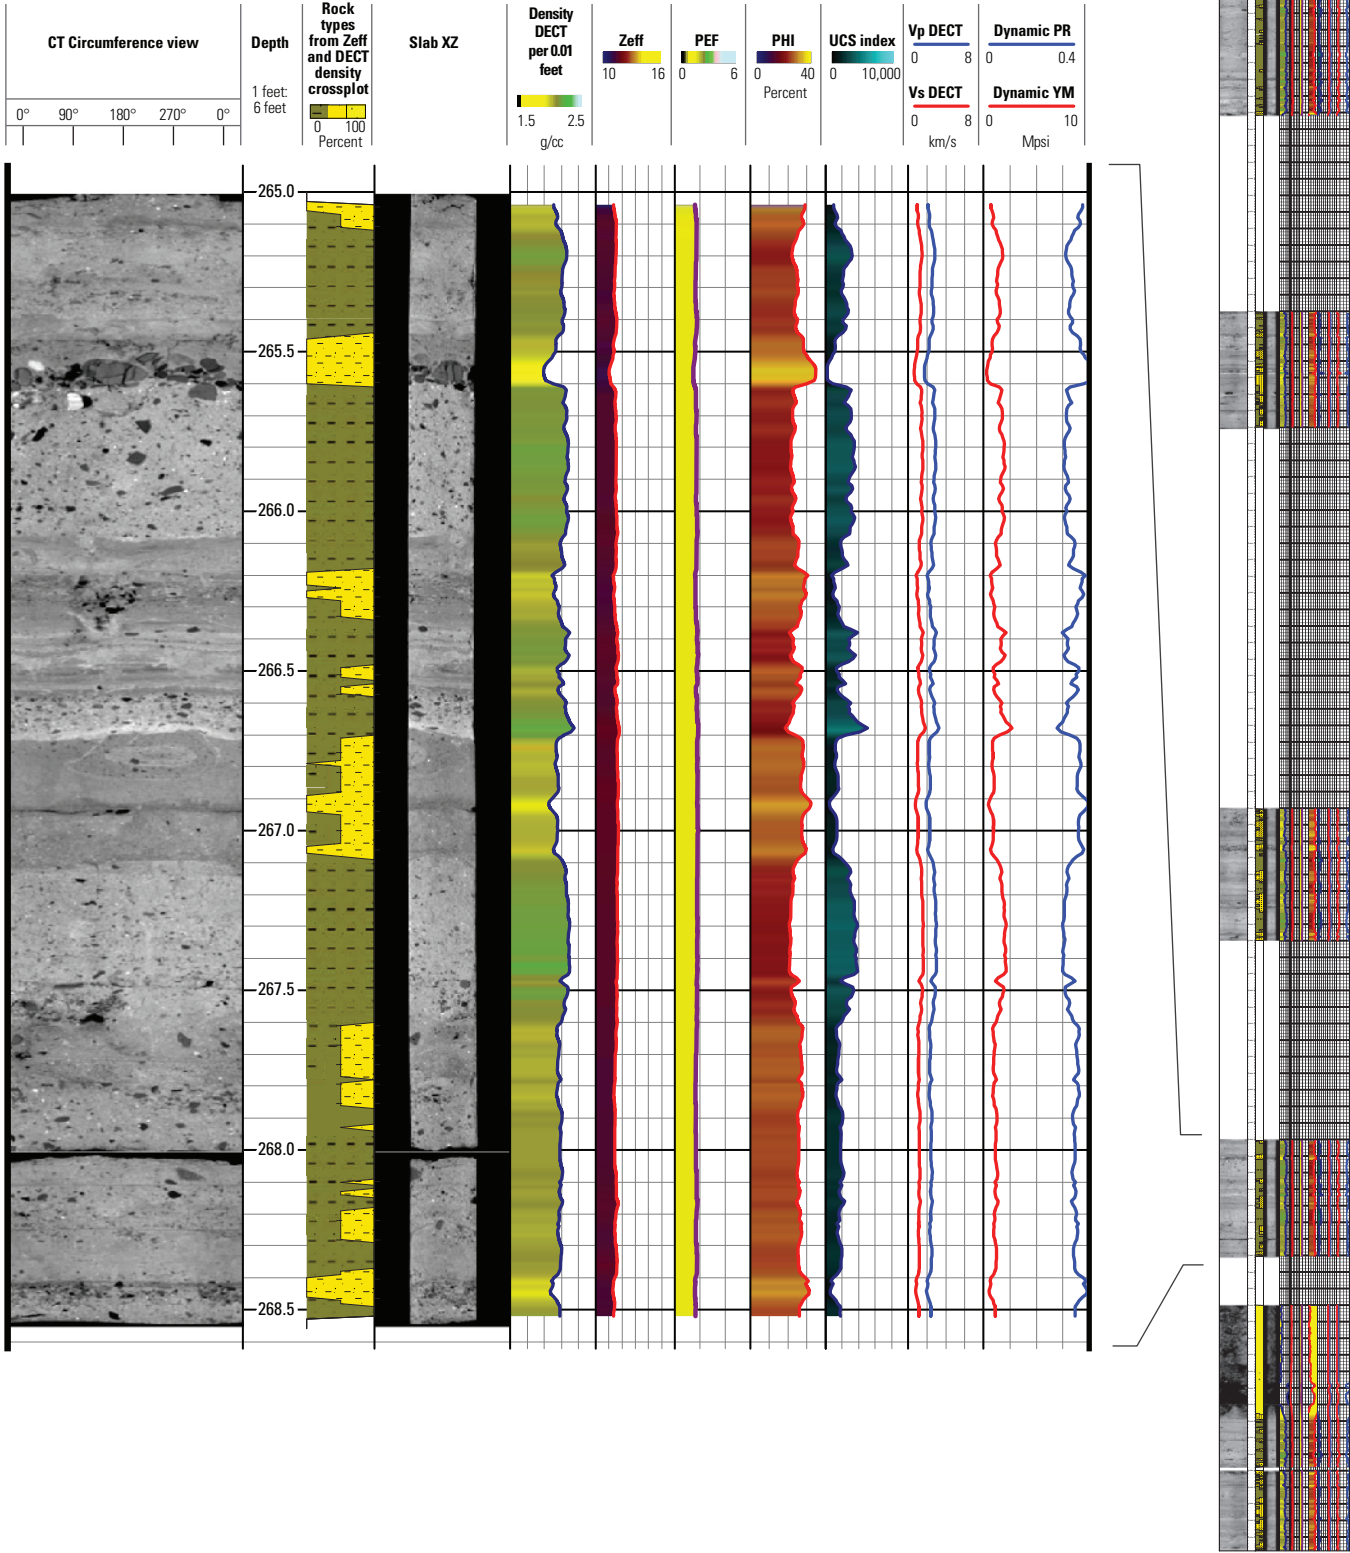 CT Circumference view
0° 90° 180° 270° 0°
Depth
1 feet:
6 feet
Rock
types
from Zeff
and DECT
density
crossplot
0 100
Percent
Slab XZ
Density
DECT
per 0.01
feet
1.5 2.5
g/cc
Zeff
10 16
PEF
0 6
PHI
0 40
Percent
UCS index
0 10,000
Vp DECT
0 8
Vs DECT
0 8
km/s
Dynamic PR
0 0.4
Dynamic YM
0 10
Mpsi
265.0
265.5
266.0
266.5
267.0
267.5
268.0
268.5